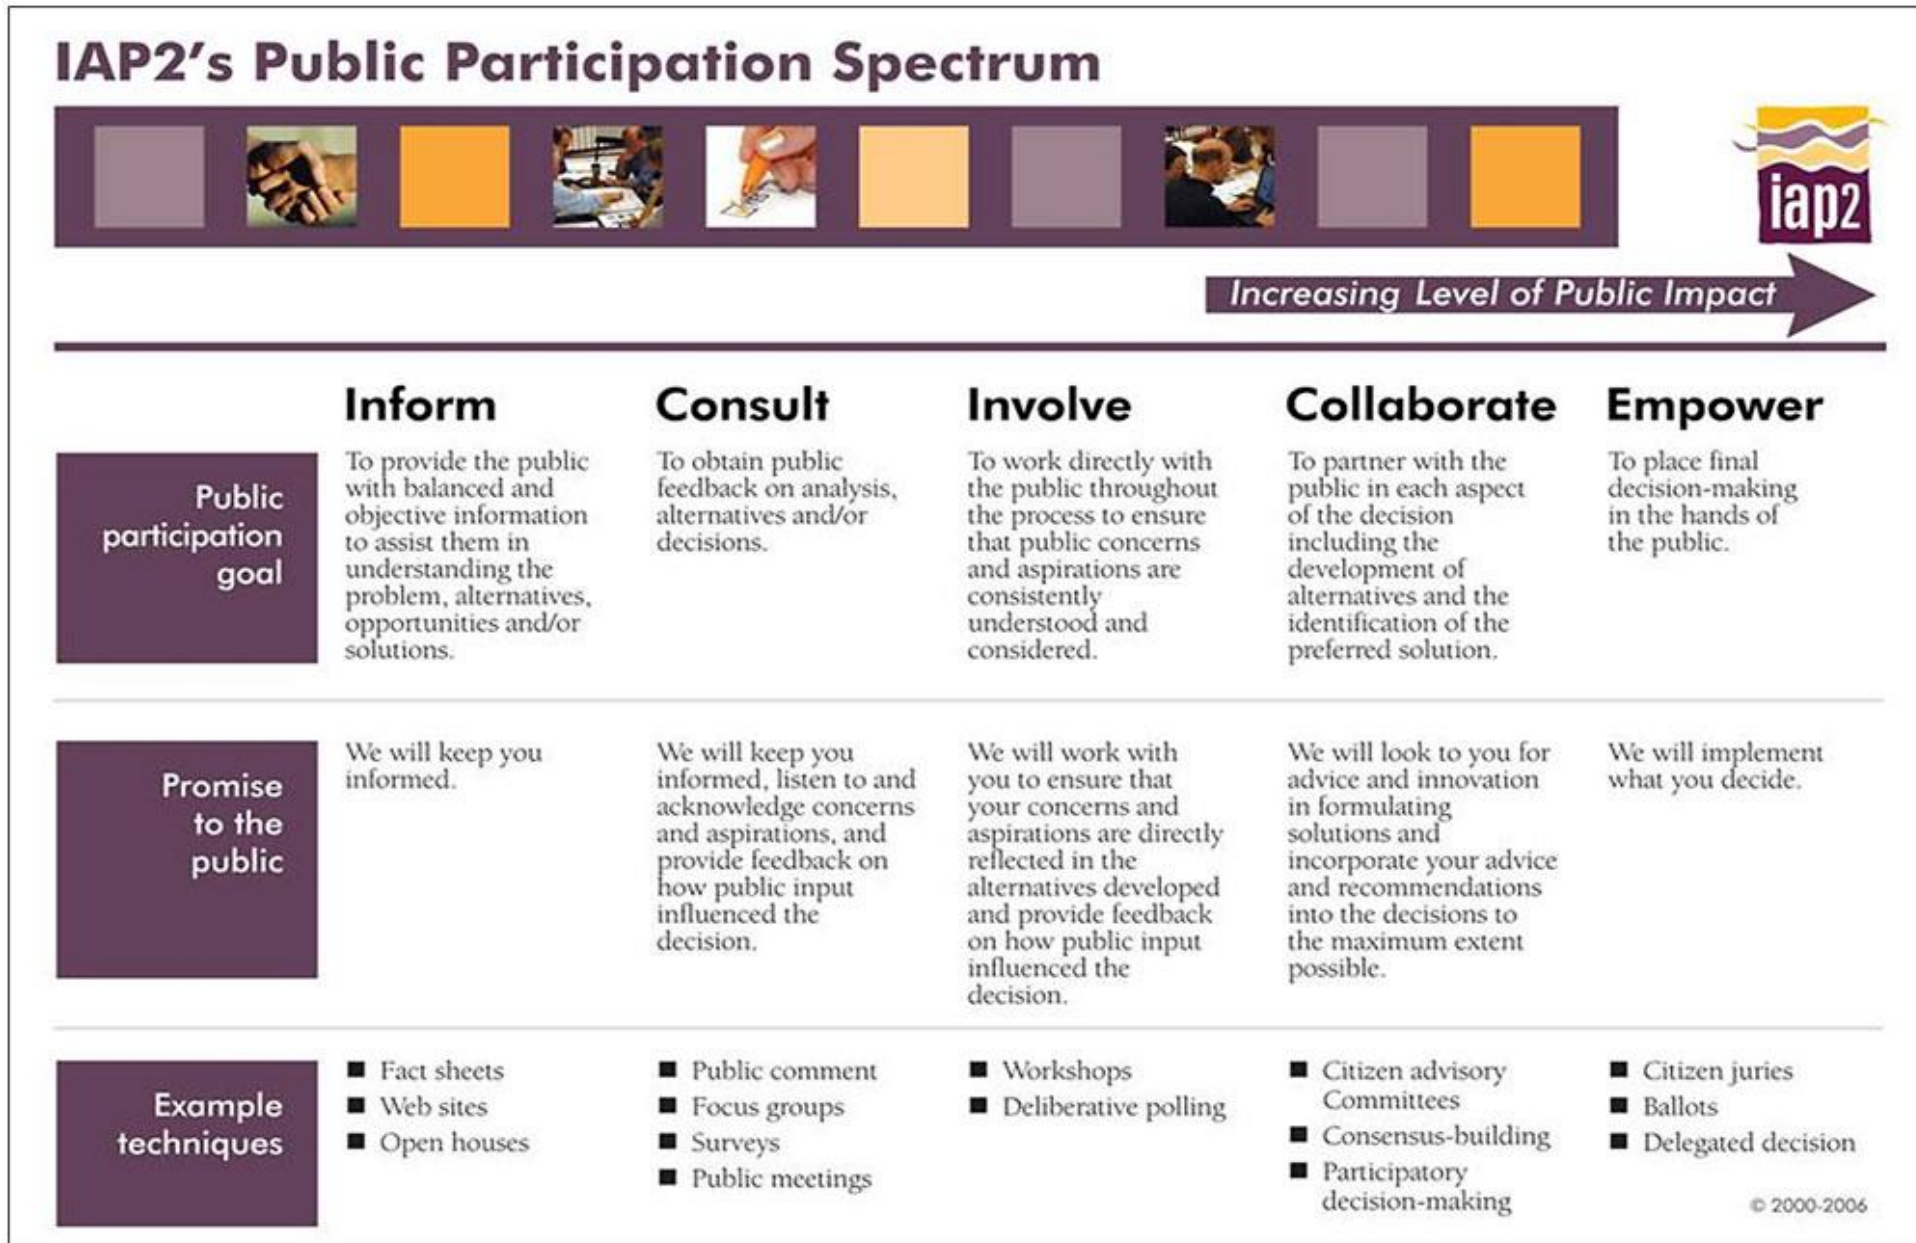 IAP2's Public Participation Spectrum
iap2
Increasing Level of Public Impact
Inform
Consult
Involve
Collaborate
Empower
Public
participation
goal
To provide the public
with balanced and
objective information
to assist them in
understanding the
problem, alternatives,
opportunities and/or
solutions.
To obtain public
feedback on analysis,
alternatives and/or
decisions.
To work directly with
the public throughout
the process to ensure
that public concerns
and aspirations are
consistently
understood and
considered.
To partner with the
public in each aspect
of the decision
including the
development of
alternatives and the
identification of the
preferred solution.
To place final
decision-making
in the hands of
the public.
Promise
to the
public
We will keep you
informed.
We will keep you
informed, listen to and
acknowledge concerns
and aspirations, and
provide feedback on
how public input
influenced the
decision.
We will work with
you to ensure that
your concerns and
aspirations are directly
reflected in the
alternatives developed
and provide feedback
on how public input
influenced the
decision.
We will look to you for
advice and innovation
in formulating
solutions and
incorporate your advice
and recommendations
into the decisions to
the maximum extent
possible.
We will implement
what you decide.
Example
techniques
■ Fact sheets
■ Web sites
■ Open houses
■ Public comment
■ Focus groups
■ Surveys
■ Public meetings
■ Workshops
■ Deliberative polling
■ Citizen advisory
Committees
■ Consensus-building
■ Participatory
decision-making
■ Citizen juries
■ Ballots
■ Delegated decision
© 2000-2006